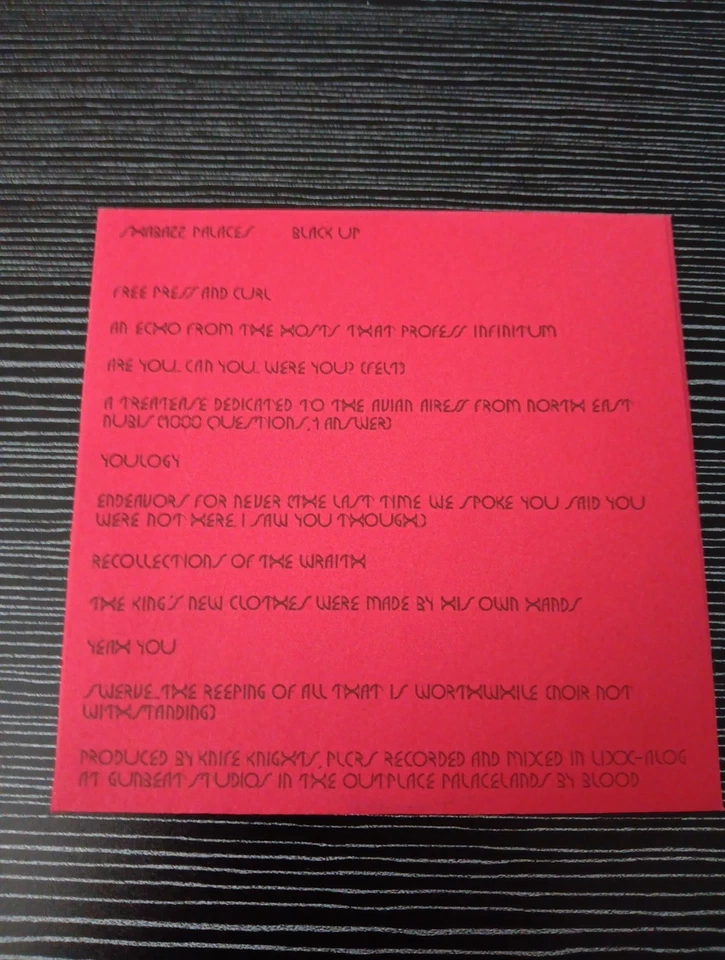 SHABAZZ PALACES BLACK UP
FREE PRESS AND CURL
AN ECHO FROM THE HOSTS THAT PROFESS INFINITUM
ARE YOU... CAN YOU... WERE YOU? (FELT)
A TREATEASE DEDICATED TO THE AVIAN AIRESS FROM NORTH EAST
NUBIS (1000 QUESTIONS, 1 ANSWER)
YOULOGY
ENDEAVORS FOR NEVER (THE LAST TIME WE SPOKE YOU SAID YOU
WERE NOT HERE. I SAW YOU THOUGH.)
RECOLLECTIONS OF THE WRAITH
THE KING'S NEW CLOTHES WERE MADE BY HIS OWN HANDS
YEAH YOU
SWERVE... THE REEPING OF ALL THAT IS WORTHWHILE (NOIR NOT
WITHSTANDING)
PRODUCED BY KNIFE KNIGHTS, PLCRS RECORDED AND MIXED IN LIXX-ALOG
AT GUNBEAT STUDIOS IN THE OUTPLACE PALACELANDS BY BLOOD